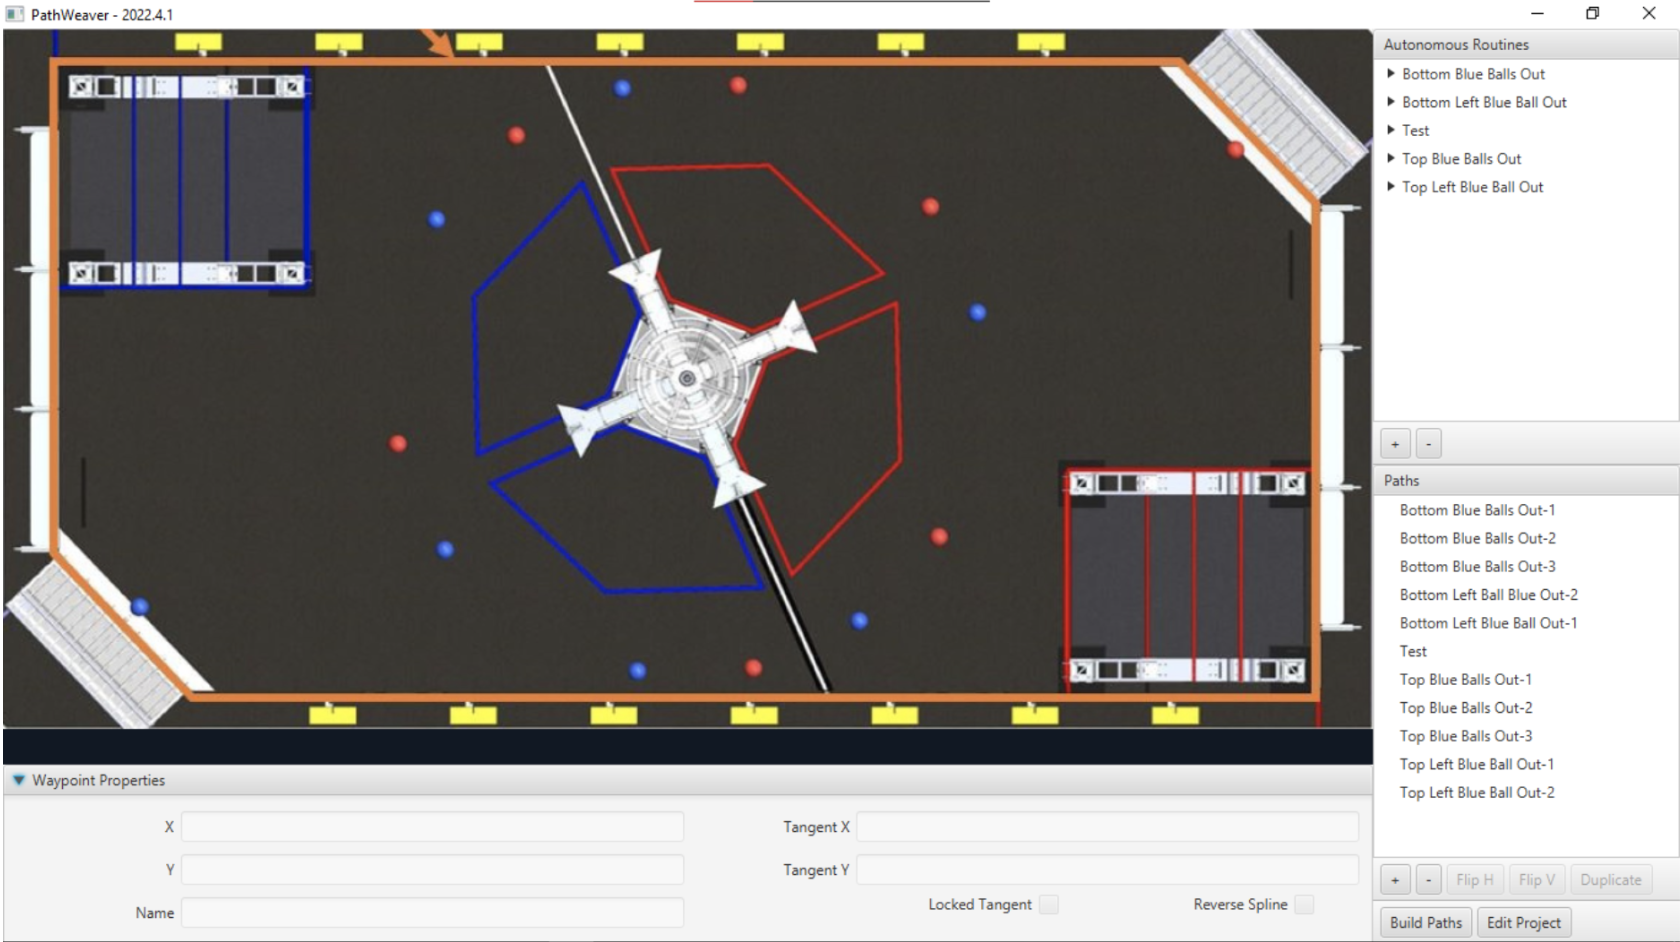 PathWeaver - 2022.4.1
Autonomous Routines
Bottom Blue Balls Out
Bottom Left Blue Ball Out
Test
Top Blue Balls Out
Top Left Blue Ball Out
+ -
Paths
Bottom Blue Balls Out-1
Bottom Blue Balls Out-2
Bottom Blue Balls Out-3
Bottom Left Ball Blue Out-2
Bottom Left Blue Ball Out-1
Test
Top Blue Balls Out-1
Top Blue Balls Out-2
Top Blue Balls Out-3
Top Left Blue Ball Out-1
Top Left Blue Ball Out-2
+ - Flip H Flip V Duplicate
Build Paths Edit Project
Waypoint Properties
X
Tangent X
Y
Tangent Y
Name
Locked Tangent
Reverse Spline